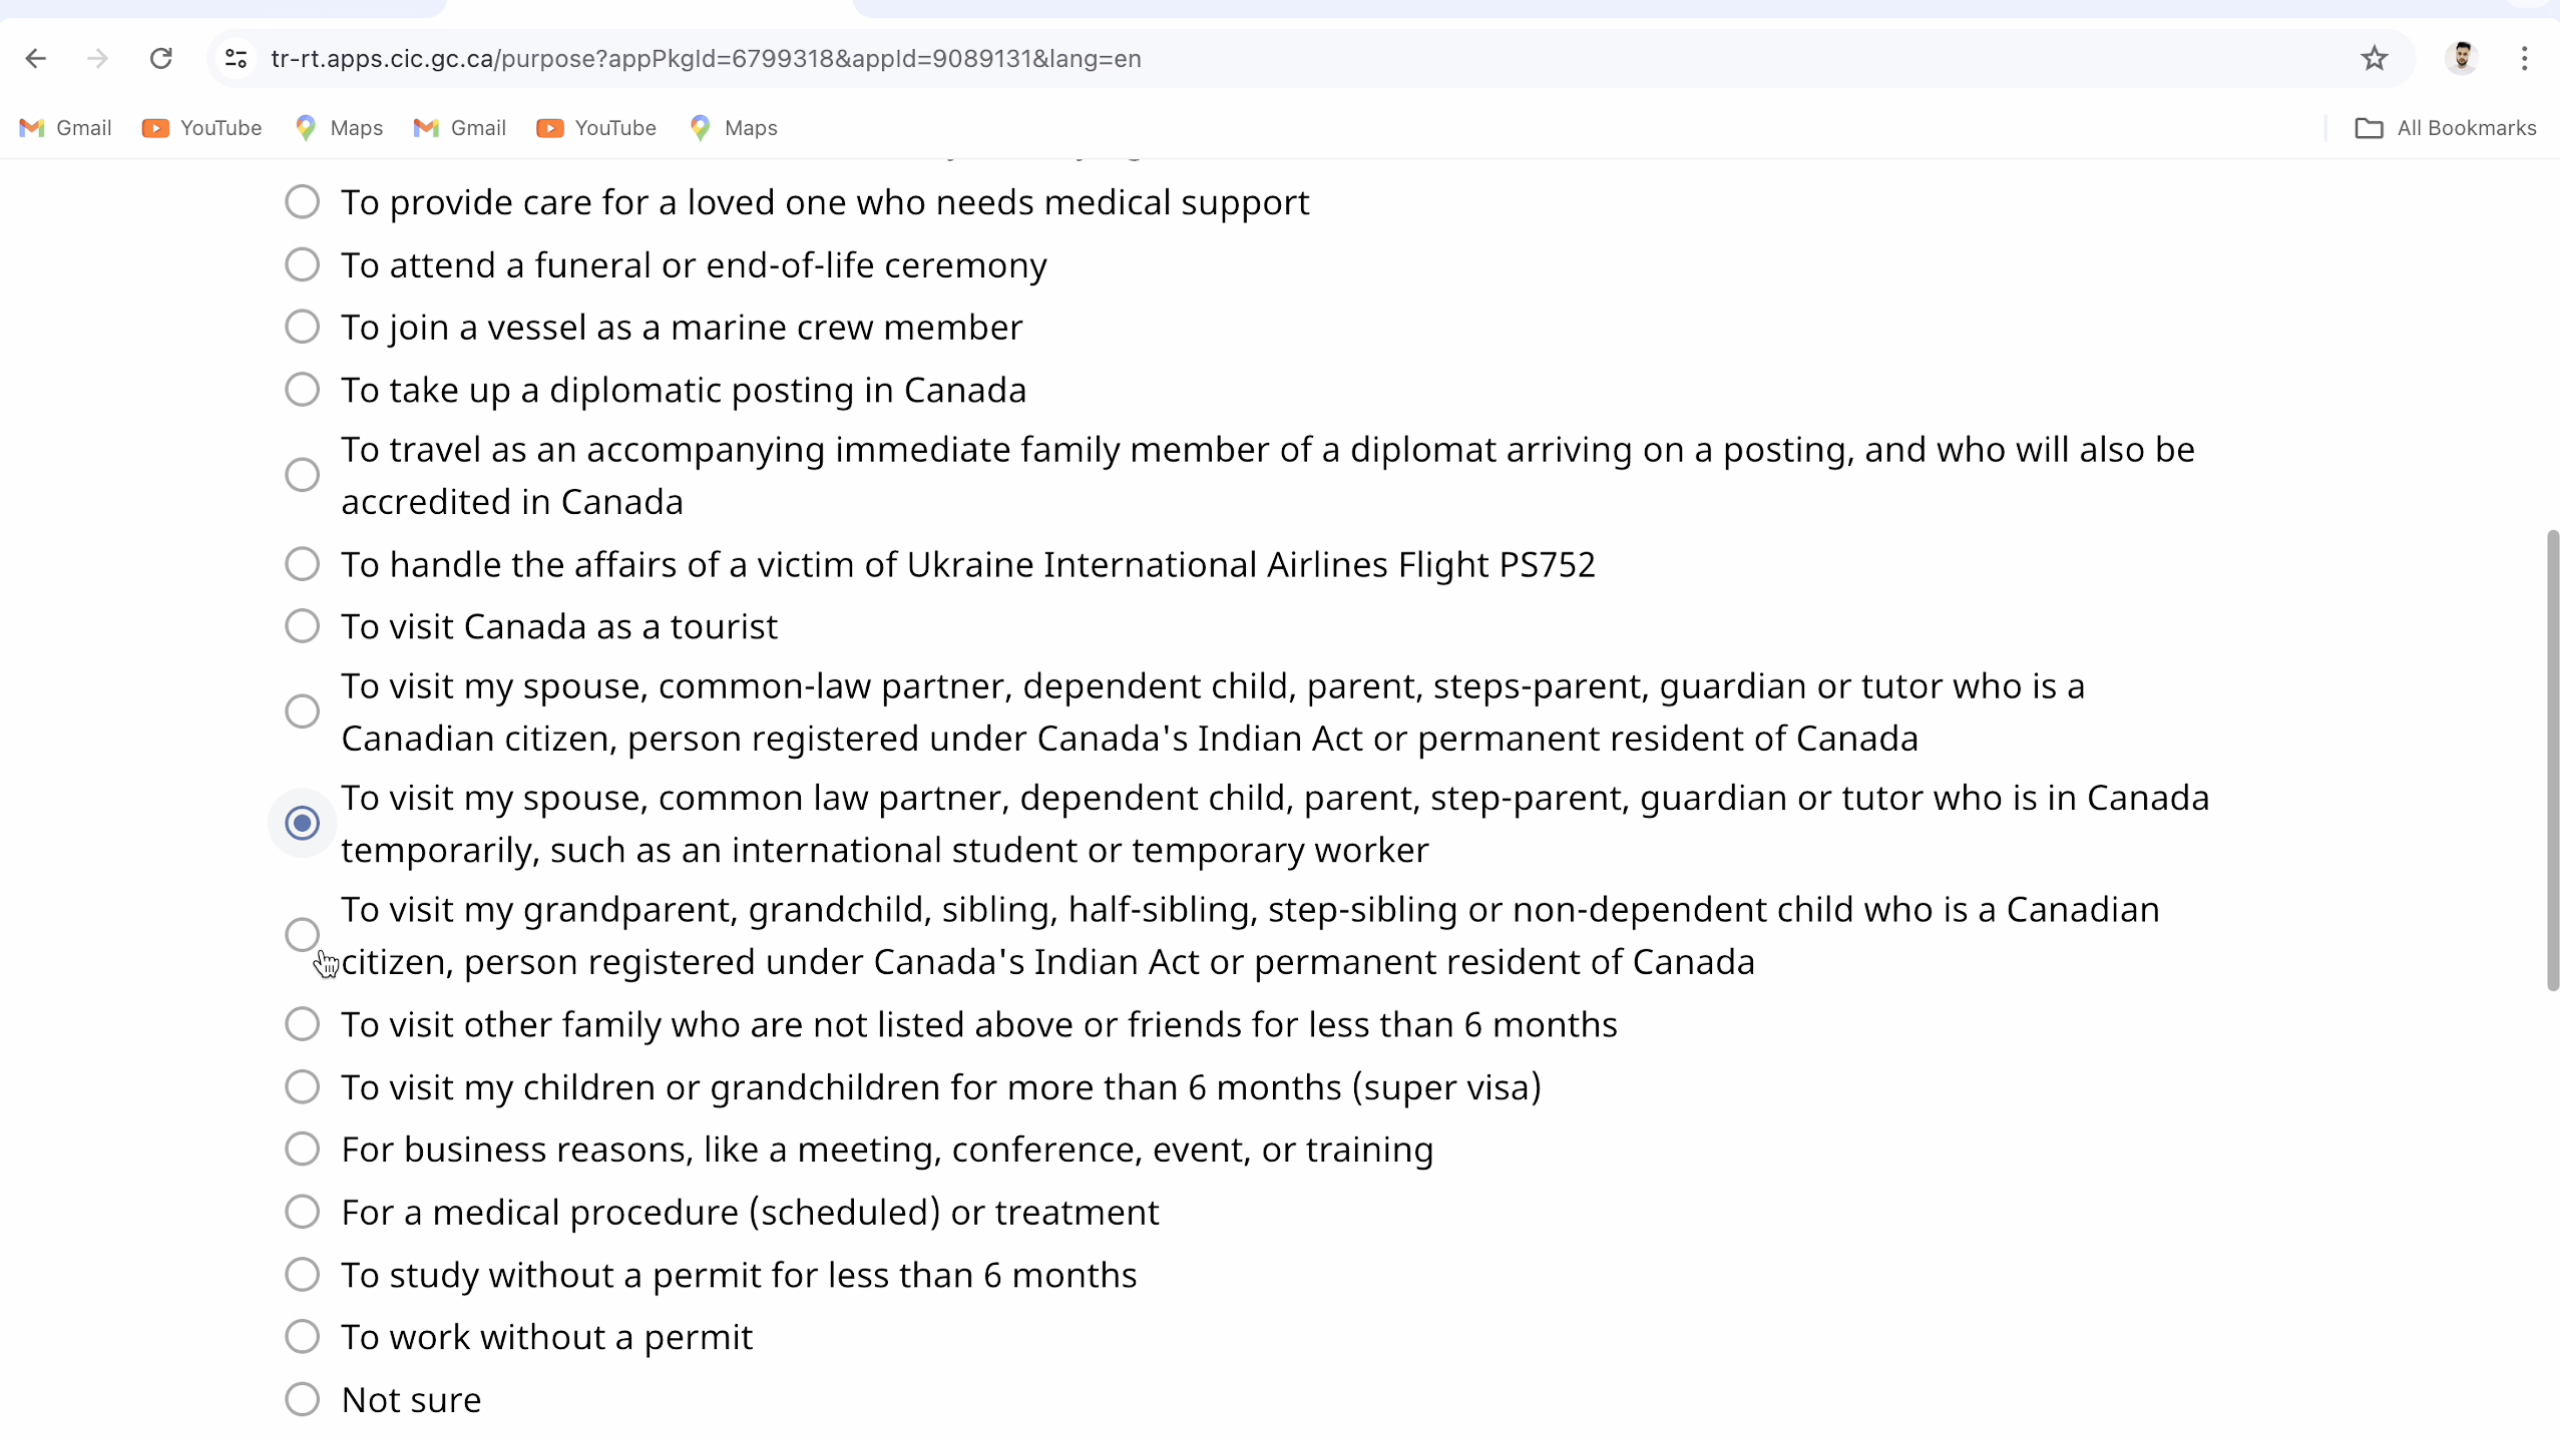 tr-rt.apps.cic.gc.ca/purpose?appPkgId=6799318&appId=9089131&lang=en
Gmail YouTube Maps Gmail YouTube Maps All Bookmarks
To provide care for a loved one who needs medical support
To attend a funeral or end-of-life ceremony
To join a vessel as a marine crew member
To take up a diplomatic posting in Canada
To travel as an accompanying immediate family member of a diplomat arriving on a posting, and who will also be
accredited in Canada
To handle the affairs of a victim of Ukraine International Airlines Flight PS752
To visit Canada as a tourist
To visit my spouse, common-law partner, dependent child, parent, steps-parent, guardian or tutor who is a
Canadian citizen, person registered under Canada's Indian Act or permanent resident of Canada
To visit my spouse, common law partner, dependent child, parent, step-parent, guardian or tutor who is in Canada
temporarily, such as an international student or temporary worker
To visit my grandparent, grandchild, sibling, half-sibling, step-sibling or non-dependent child who is a Canadian
citizen, person registered under Canada's Indian Act or permanent resident of Canada
To visit other family who are not listed above or friends for less than 6 months
To visit my children or grandchildren for more than 6 months (super visa)
For business reasons, like a meeting, conference, event, or training
For a medical procedure (scheduled) or treatment
To study without a permit for less than 6 months
To work without a permit
Not sure